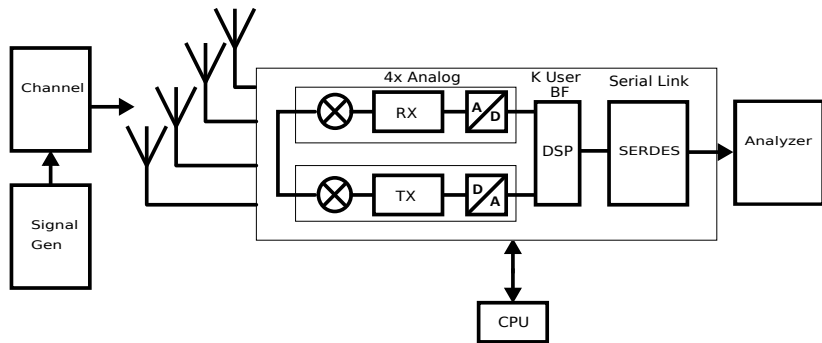 4x Analog
K User
BF
Serial Link
Channel
RX
A
D
DSP
SERDES
Analyzer
Signal
Gen
TX
D
A
CPU